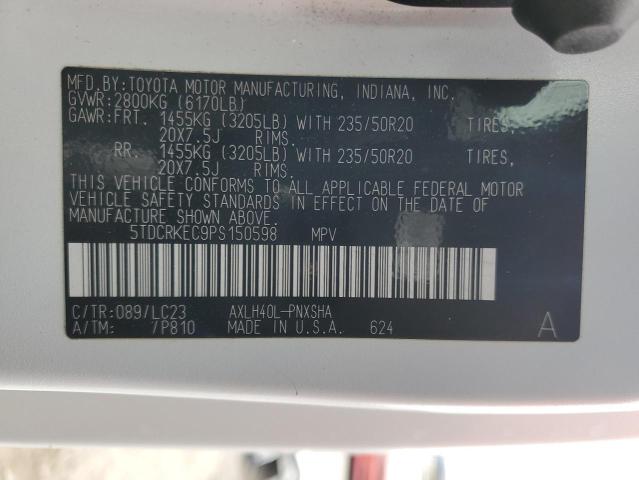 MFD.BY:TOYOTA MOTOR MANUFACTURING, INDIANA, INC.
GVWR:2800KG (6170LB)
GAWR:FRT. 1455KG (3205LB) WITH 235/50R20 TIRES,
20X7.5J RIMS.
RR. 1455KG (3205LB) WITH 235/50R20 TIRES,
20X7.5J RIMS.
THIS VEHICLE CONFORMS TO ALL APPLICABLE FEDERAL MOTOR
VEHICLE SAFETY STANDARDS IN EFFECT ON THE DATE OF
MANUFACTURE SHOWN ABOVE.
5TDCRKEC9PS150598 MPV
C/TR:089/LC23 AXLH40L-PNXSHA
A/TM: /P810 MADE IN U.S.A. 624 A